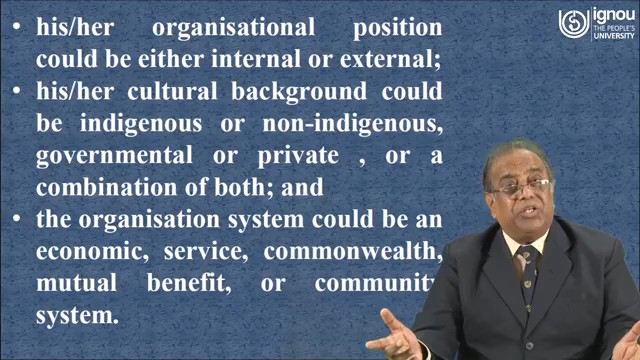 • his/her organisational position
could be either internal or external;
• his/her cultural background could
be indigenous or non-indigenous,
governmental or private , or a
combination of both; and
• the organisation system could be an
economic, service, commonwealth,
mutual benefit, or community
system.
ignou
THE PEOPLE'S
UNIVERSITY